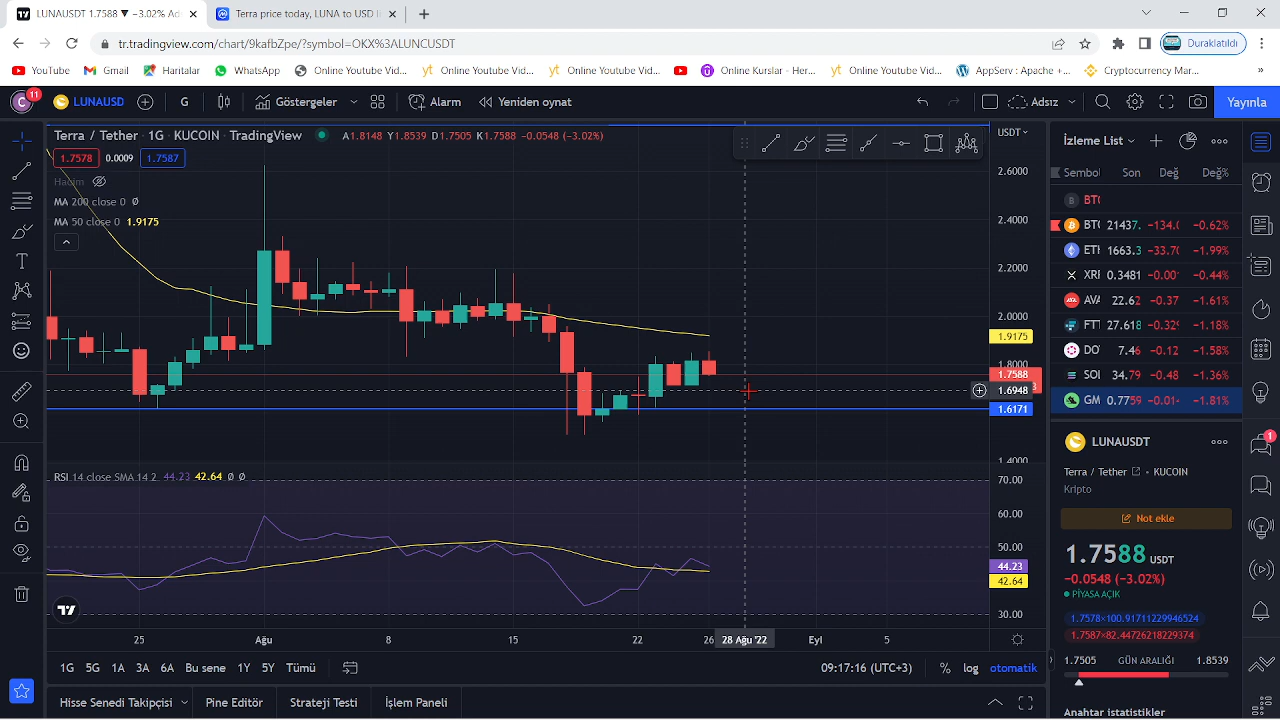 LUNAUSDT 1.7588 ▼ −3.02% Ad
Terra price today, LUNA to USD li
tr.tradingview.com/chart/9kafbZpe/?symbol=OKX%3ALUNCUSDT
Duraklatıldı
YouTube Gmail Haritalar WhatsApp Online Youtube Vid... Online Youtube Vid... Online Youtube Vid... Online Kurslar - Her... Online Youtube Vid... AppServ : Apache +... Cryptocurrency Mar... »
C 11 LUNAUSD G Göstergeler Alarm Yeniden oynat Adsız Yayınla
Terra / Tether · 1G · KUCOIN · TradingView A1.8148 Y1.8539 D1.7505 K1.7588 −0.0548 (−3.02%)
1.7578 0.0009 1.7587
Hacim
MA 200 close 0 Ø
MA 50 close 0 1.9175
USDT
2.6000
2.4000
2.2000
2.0000
1.9175
1.8000
1.7588
1.6948
1.6171
1.4000
RSI 14 close SMA 14 2 44.23 42.64 Ø Ø
70.00
60.00
50.00
44.23
42.64
30.00
25 Ağu 8 15 22 26 28 Ağu '22 Eyl 5
1G 5G 1A 3A 6A Bu sene 1Y 5Y Tümü
09:17:16 (UTC+3) % log otomatik
Hisse Senedi Takipçisi Pine Editör Strateji Testi İşlem Paneli
İzleme List
Sembol Son Değ Değ%
BTC
BTC 21437. −134.0 −0.62%
ETH 1663.3 −33.70 −1.99%
XRI 0.3481 −0.00 −0.44%
AVA 22.62 −0.37 −1.61%
FTT 27.618 −0.32 −1.18%
DO 7.46 −0.12 −1.58%
SOI 34.79 −0.48 −1.36%
GM 0.7759 −0.01 −1.81%
LUNAUSDT
Terra / Tether · KUCOIN
Kripto
Not ekle
1.7588 USDT
−0.0548 (−3.02%)
PİYASA AÇIK
1.7578×100.91711229946524
1.7587×82.44726218229374
1.7505 GÜN ARALIĞI 1.8539
Anahtar istatistikler
1